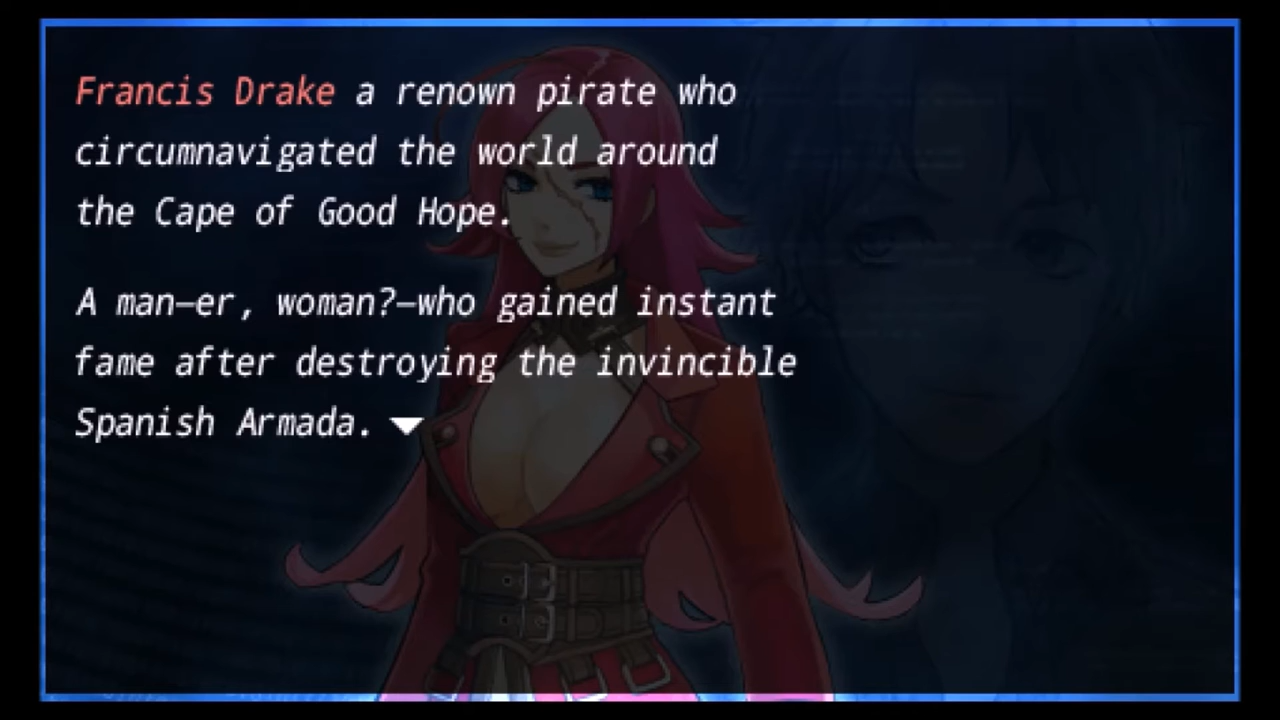 Francis Drake a renown pirate who
circumnavigated the world around
the Cape of Good Hope.
A man—er, woman?—who gained instant
fame after destroying the invincible
Spanish Armada.